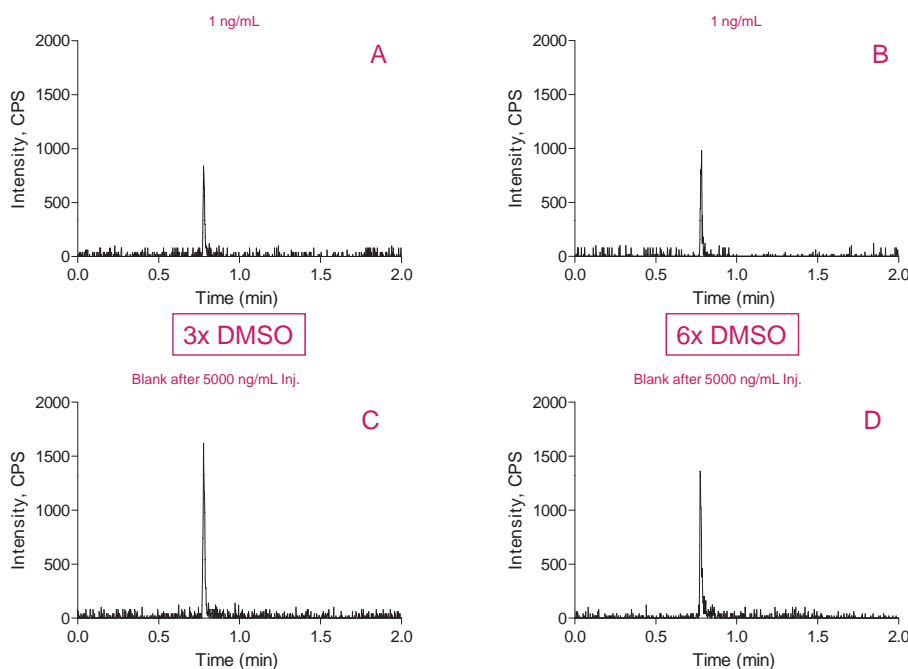 1 ng/mL
A
Intensity, CPS
2000
1500
1000
500
0
0.0 0.5 1.0 1.5 2.0
Time (min)
1 ng/mL
B
Intensity, CPS
2000
1500
1000
500
0
0.0 0.5 1.0 1.5 2.0
Time (min)
3x DMSO
6x DMSO
Blank after 5000 ng/mL Inj.
C
Intensity, CPS
2000
1500
1000
500
0
0.0 0.5 1.0 1.5 2.0
Time (min)
Blank after 5000 ng/mL Inj.
D
Intensity, CPS
2000
1500
1000
500
0
0.0 0.5 1.0 1.5 2.0
Time (min)